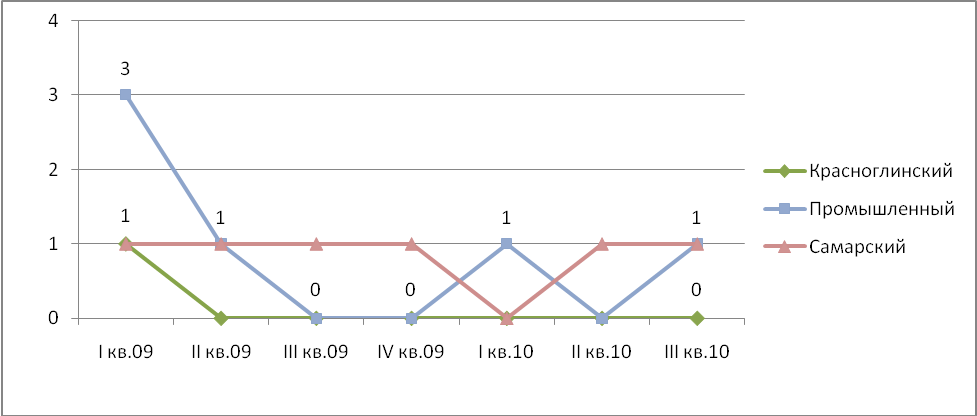 4
3
2
1
0
3
1
1
0
0
1
1
0
I кв.09
II кв.09
III кв.09
IV кв.09
I кв.10
II кв.10
III кв.10
Красноглинский
Промышленный
Самарский